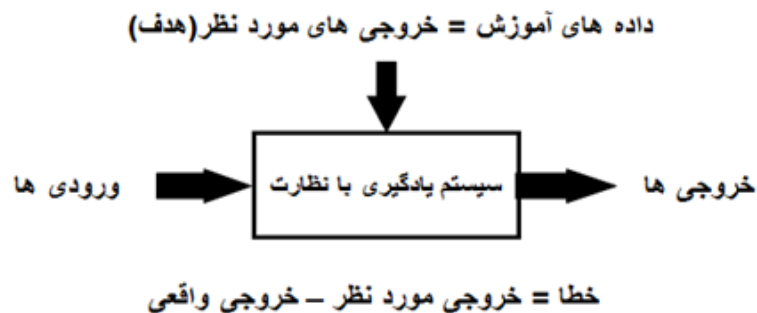 داده های آموزش = خروجی های مورد نظر(هدف)
ورودی ها
سیستم یادگیری با نظارت
خروجی ها
خطا = خروجی مورد نظر – خروجی واقعی